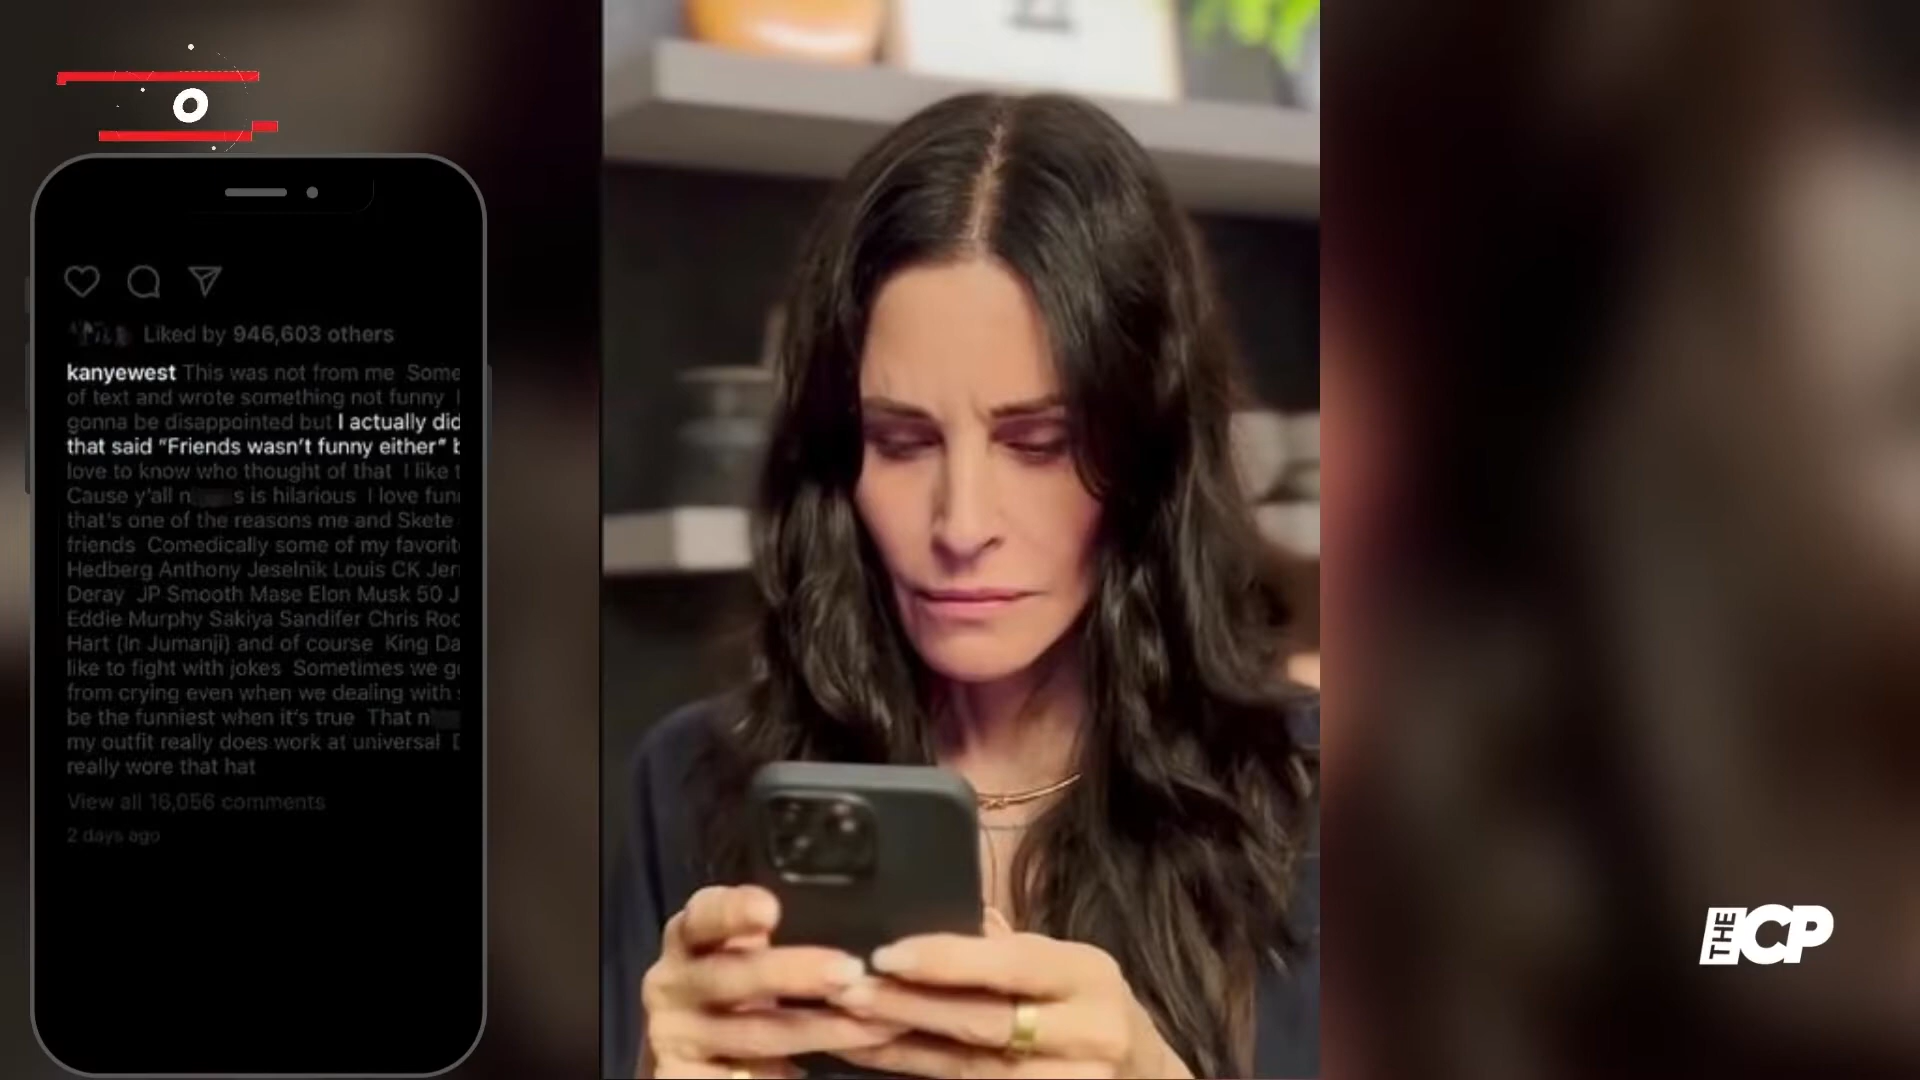 Liked by 946,603 others
kanyewest This was not from me Some
of text and wrote something not funny I
gonna be disappointed but I actually did
that said “Friends wasn’t funny either” b
love to know who thought of that I like t
Cause y’all n s is hilarious I love fun
that's one of the reasons me and Skete
friends Comedically some of my favorit
Hedberg Anthony Jeselnik Louis CK Jer
Deray JP Smooth Mase Elon Musk 50 J
Eddie Murphy Sakiya Sandifer Chris Roc
Hart (In Jumanji) and of course King Da
like to fight with jokes Sometimes we g
from crying even when we dealing with s
be the funniest when it’s true That n
my outfit really does work at universal D
really wore that hat
View all 16,056 comments
2 days ago
THE CP